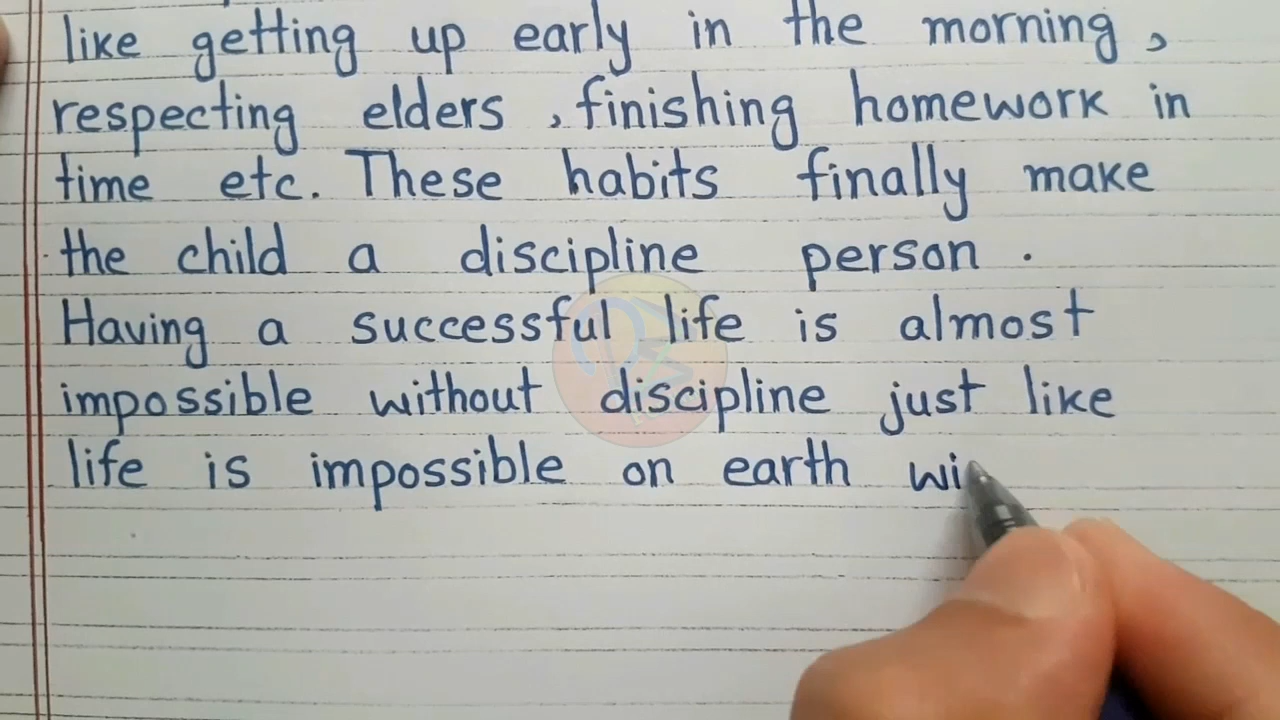 like getting up early in the morning,
respecting elders, finishing homework in
time etc. These habits finally make
the child a discipline person.
Having a successful life is almost
impossible without discipline just like
life is impossible on earth wi